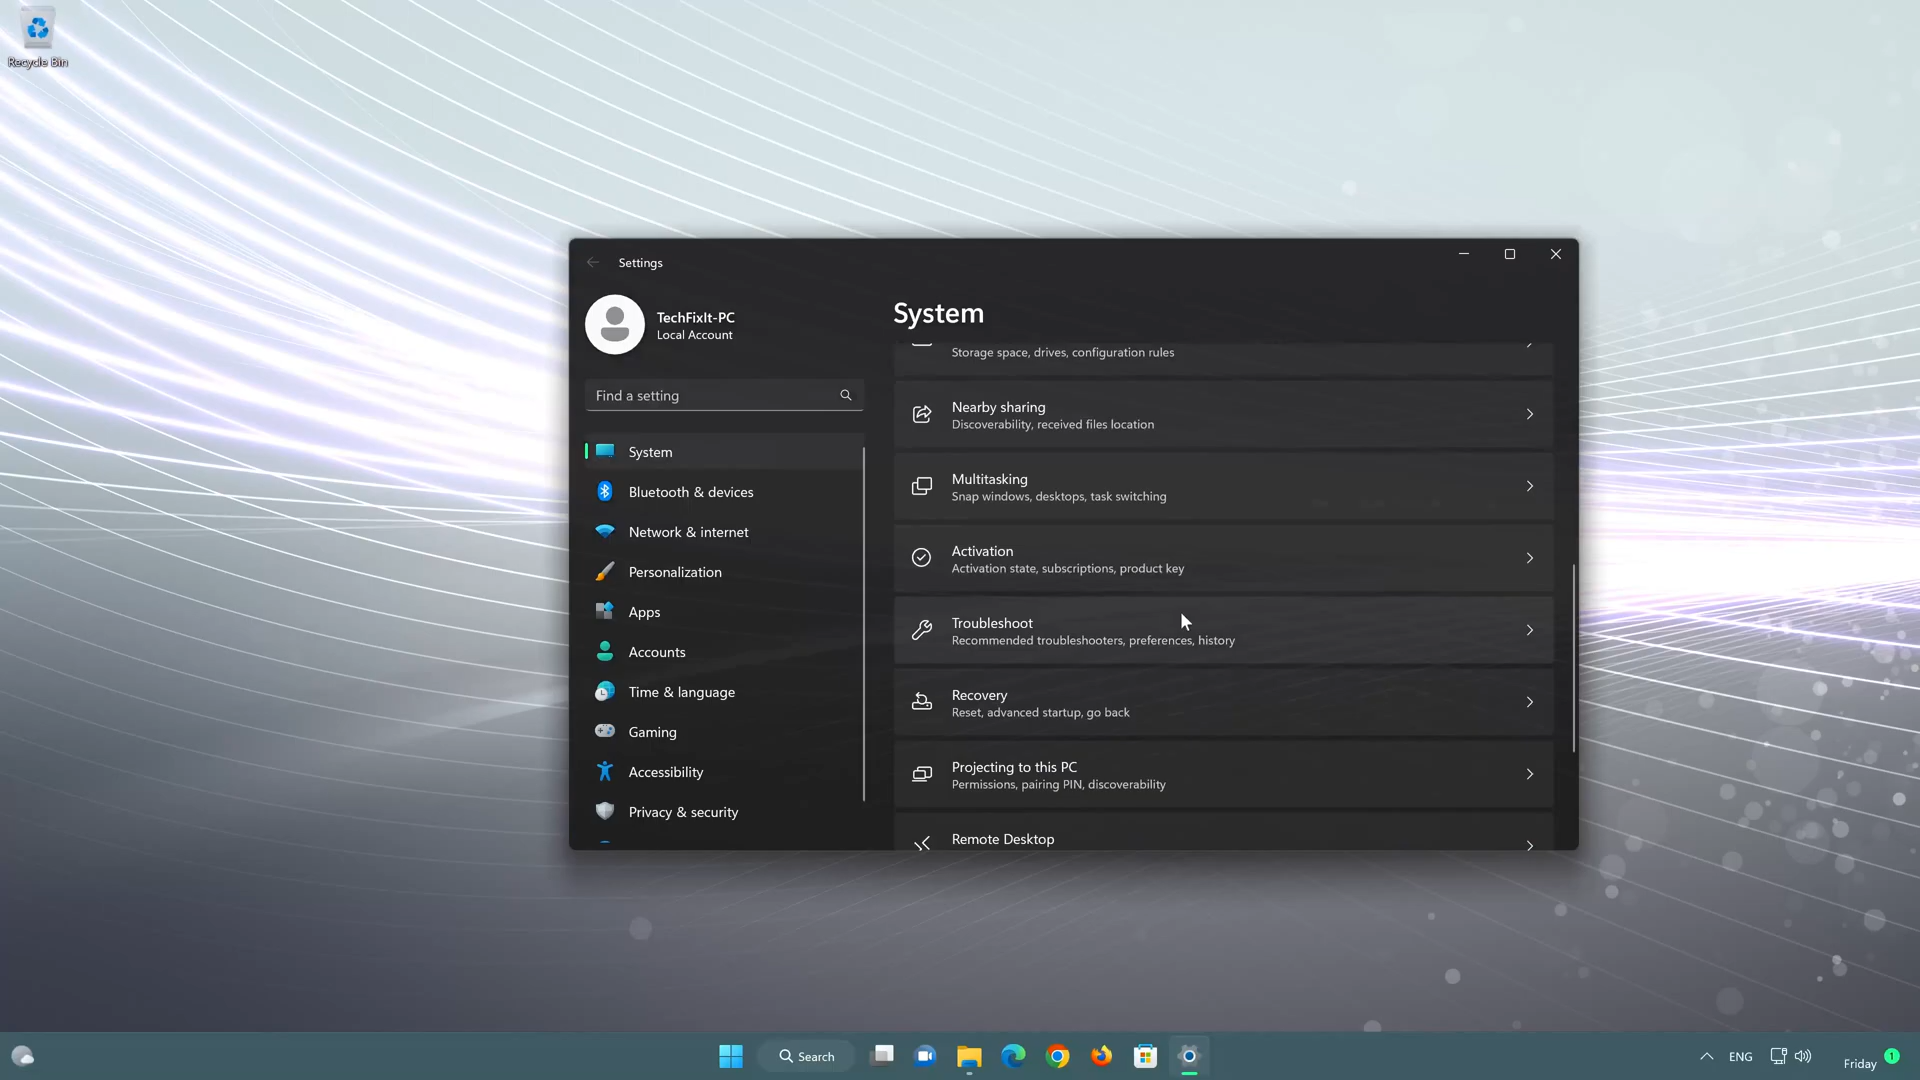 Recycle Bin
Settings
TechFixIt-PC
Local Account
Find a setting
System
Bluetooth & devices
Network & internet
Personalization
Apps
Accounts
Time & language
Gaming
Accessibility
Privacy & security
System
Storage space, drives, configuration rules
Nearby sharing
Discoverability, received files location
Multitasking
Snap windows, desktops, task switching
Activation
Activation state, subscriptions, product key
Troubleshoot
Recommended troubleshooters, preferences, history
Recovery
Reset, advanced startup, go back
Projecting to this PC
Permissions, pairing PIN, discoverability
Remote Desktop
Search
ENG
Friday
1